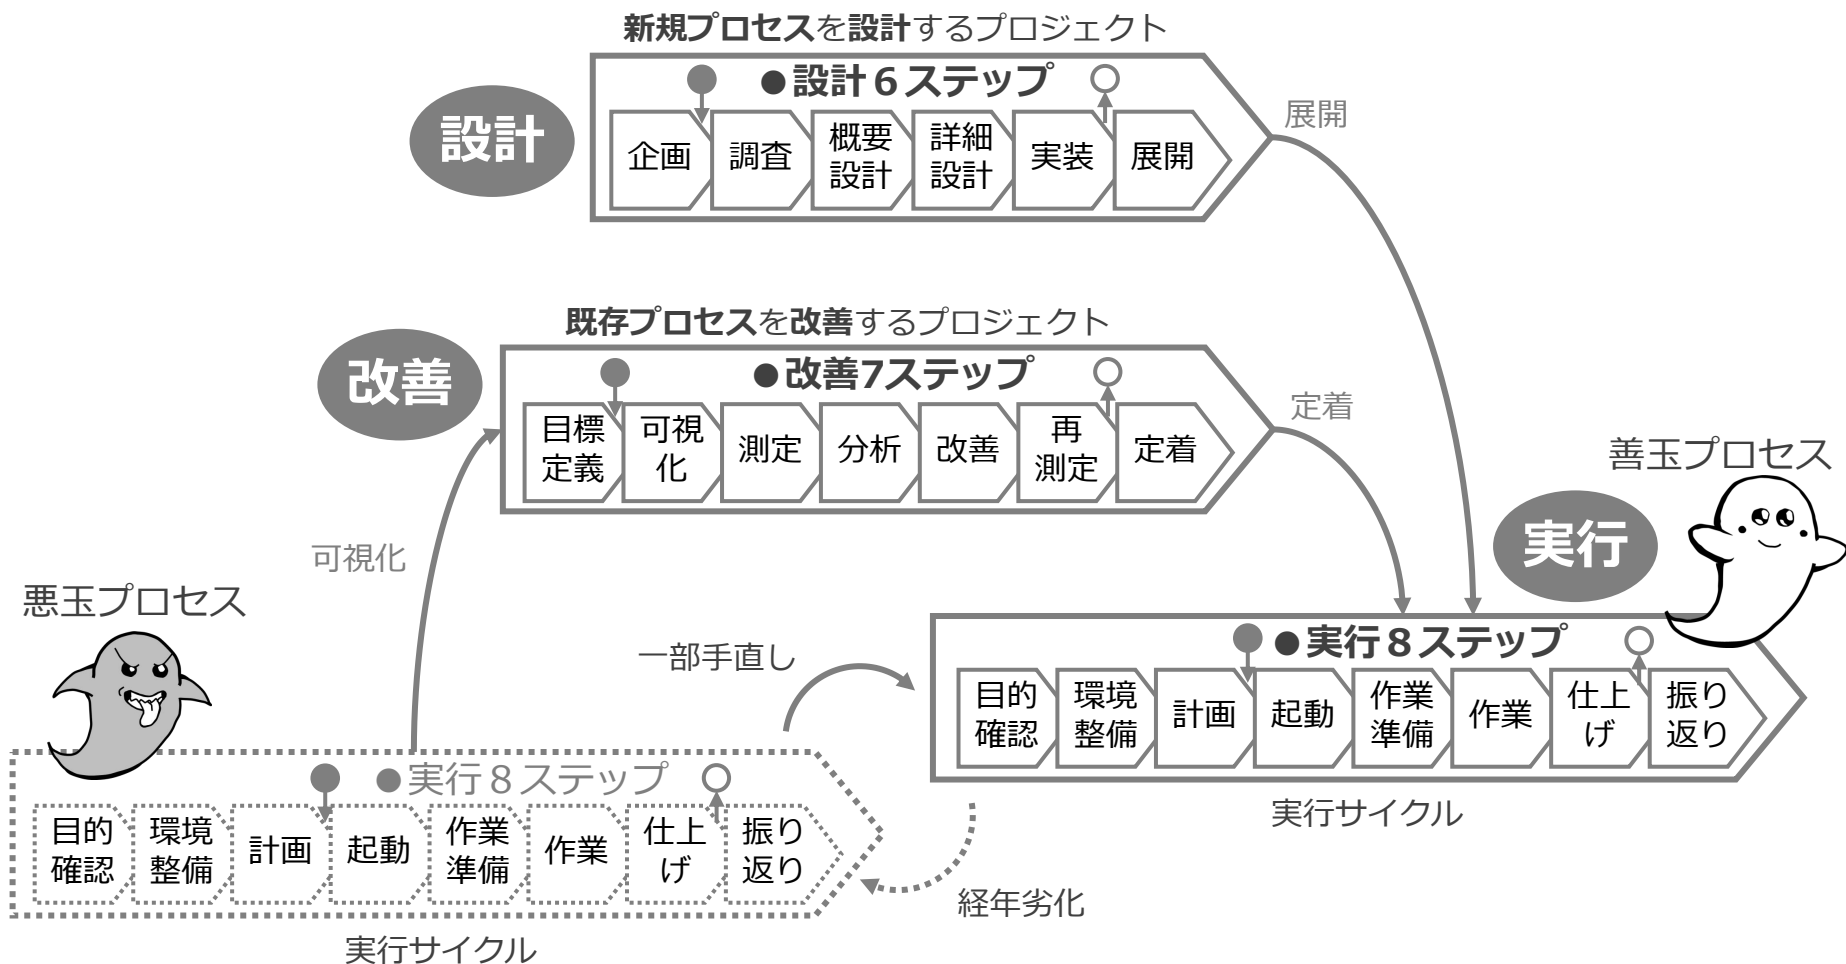 新規プロセスを設計するプロジェクト
設計
●設計６ステップ
企画
調査
概要
設計
詳細
設計
実装
展開
展開
既存プロセスを改善するプロジェクト
改善
●改善7ステップ
目標
定義
可視
化
測定
分析
改善
再
測定
定着
定着
可視化
善玉プロセス
実行
●実行８ステップ
目的
確認
環境
整備
計画
起動
作業
準備
作業
仕上
げ
振り
返り
実行サイクル
一部手直し
経年劣化
悪玉プロセス
●実行８ステップ
目的
確認
環境
整備
計画
起動
作業
準備
作業
仕上
げ
振り
返り
実行サイクル